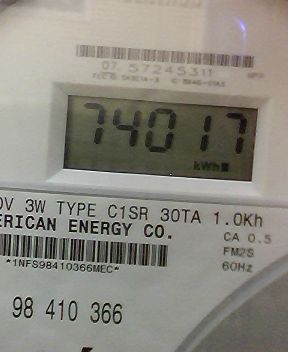 07 57245311
74017
kWh
V 3W TYPE C1SR 30TA 1.0Kh
ERICAN ENERGY CO.
CA 0.5
FM2S
*1NFS98410366MEC*
60Hz
98 410 366